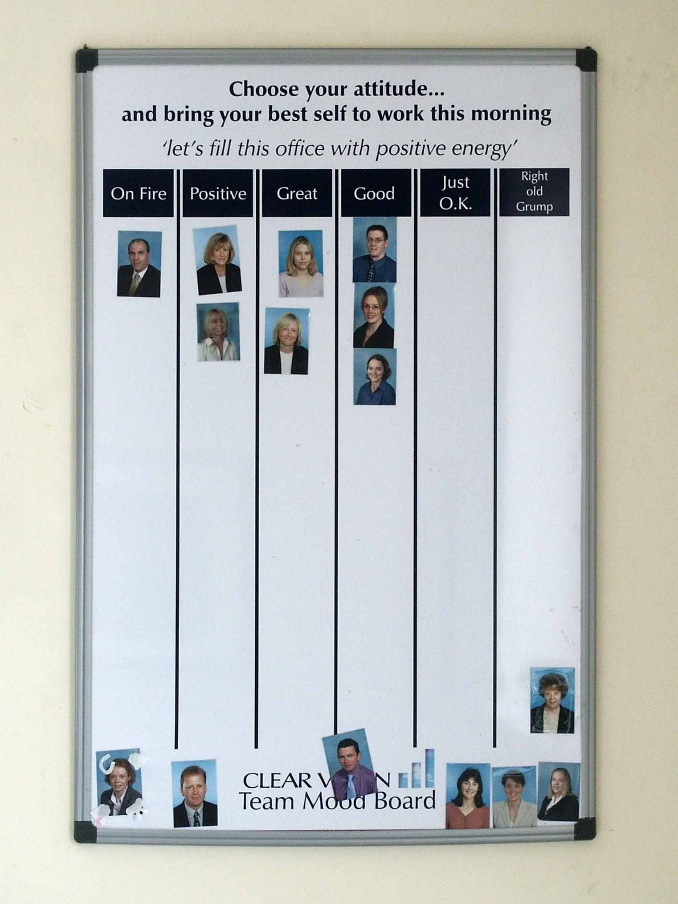 Choose your attitude...
and bring your best self to work this morning
‘let’s fill this office with positive energy’
On Fire
Positive
Great
Good
Just
O.K.
Right
old
Grump
CLEAR
Team Mood Board